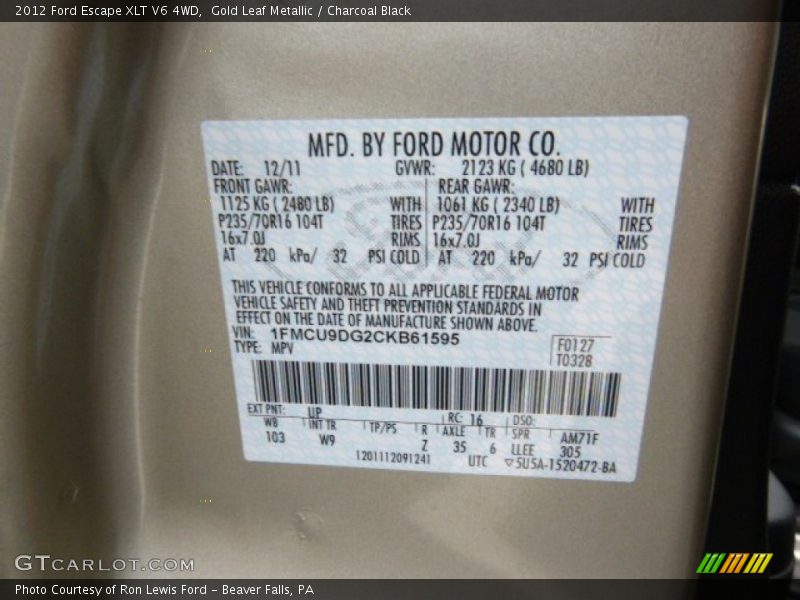 2012 Ford Escape XLT V6 4WD, Gold Leaf Metallic / Charcoal Black
MFD. BY FORD MOTOR CO.
DATE: 12/11 GVWR: 2123 KG ( 4680 LB)
FRONT GAWR: REAR GAWR:
1125 KG ( 2480 LB) WITH 1061 KG ( 2340 LB) WITH
P235/70R16 104T TIRES P235/70R16 104T TIRES
16x7.0J RIMS 16x7.0J RIMS
AT 220 kPa/ 32 PSI COLD AT 220 kPa/ 32 PSI COLD
THIS VEHICLE CONFORMS TO ALL APPLICABLE FEDERAL MOTOR
VEHICLE SAFETY AND THEFT PREVENTION STANDARDS IN
EFFECT ON THE DATE OF MANUFACTURE SHOWN ABOVE.
VIN: 1FMCU9DG2CKB61595 F0127
TYPE: MPV T0328
EXT PNT: UP RC: 16 DSO:
WB INT TR TP/PS R AXLE TR SPR AM71F
103 W9 Z 35 6 LLEE 305
1201112091241 UTC ▽5U5A-1520472-BA
GTCARLOT.COM
Photo Courtesy of Ron Lewis Ford - Beaver Falls, PA